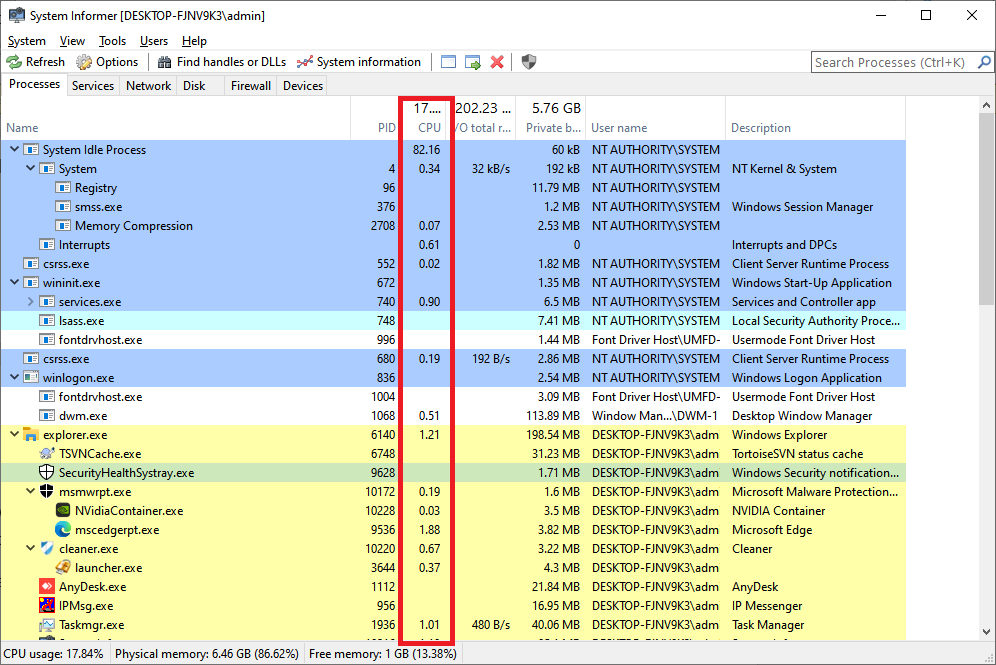 System Informer [DESKTOP-FJNV9K3\admin]
System View Tools Users Help
Refresh Options Find handles or DLLs System information Search Processes (Ctrl+K)
Processes Services Network Disk Firewall Devices
17.... 202.23 ... 5.76 GB
Name PID CPU I/O total r... Private b... User name Description
System Idle Process 82.16 60 kB NT AUTHORITY\SYSTEM
System 4 0.34 32 kB/s 192 kB NT AUTHORITY\SYSTEM NT Kernel & System
Registry 96 11.79 MB NT AUTHORITY\SYSTEM
smss.exe 376 1.2 MB NT AUTHORITY\SYSTEM Windows Session Manager
Memory Compression 2708 0.07 2.53 MB NT AUTHORITY\SYSTEM
Interrupts 0.61 0 Interrupts and DPCs
csrss.exe 552 0.02 1.82 MB NT AUTHORITY\SYSTEM Client Server Runtime Process
wininit.exe 672 1.35 MB NT AUTHORITY\SYSTEM Windows Start-Up Application
services.exe 740 0.90 6.5 MB NT AUTHORITY\SYSTEM Services and Controller app
lsass.exe 748 7.41 MB NT AUTHORITY\SYSTEM Local Security Authority Proce...
fontdrvhost.exe 996 1.44 MB Font Driver Host\UMFD- Usermode Font Driver Host
csrss.exe 680 0.19 192 B/s 2.86 MB NT AUTHORITY\SYSTEM Client Server Runtime Process
winlogon.exe 836 2.54 MB NT AUTHORITY\SYSTEM Windows Logon Application
fontdrvhost.exe 1004 3.09 MB Font Driver Host\UMFD- Usermode Font Driver Host
dwm.exe 1068 0.51 113.89 MB Window Man...\DWM-1 Desktop Window Manager
explorer.exe 6140 1.21 198.54 MB DESKTOP-FJNV9K3\adm Windows Explorer
TSVNCache.exe 6748 31.23 MB DESKTOP-FJNV9K3\adm TortoiseSVN status cache
SecurityHealthSystray.exe 9628 1.71 MB DESKTOP-FJNV9K3\adm Windows Security notification...
msmwrpt.exe 10172 0.19 1.6 MB DESKTOP-FJNV9K3\adm Microsoft Malware Protection...
NVidiaContainer.exe 10228 0.03 3.5 MB DESKTOP-FJNV9K3\adm NVIDIA Container
mscedgerpt.exe 9536 1.88 3.82 MB DESKTOP-FJNV9K3\adm Microsoft Edge
cleaner.exe 10220 0.67 3.22 MB DESKTOP-FJNV9K3\adm Cleaner
launcher.exe 3644 0.37 4.3 MB DESKTOP-FJNV9K3\adm
AnyDesk.exe 1112 21.84 MB DESKTOP-FJNV9K3\adm AnyDesk
IPMsg.exe 956 16.95 MB DESKTOP-FJNV9K3\adm IP Messenger
Taskmgr.exe 1936 1.01 480 B/s 40.06 MB DESKTOP-FJNV9K3\adm Task Manager
CPU usage: 17.84% Physical memory: 6.46 GB (86.62%) Free memory: 1 GB (13.38%)